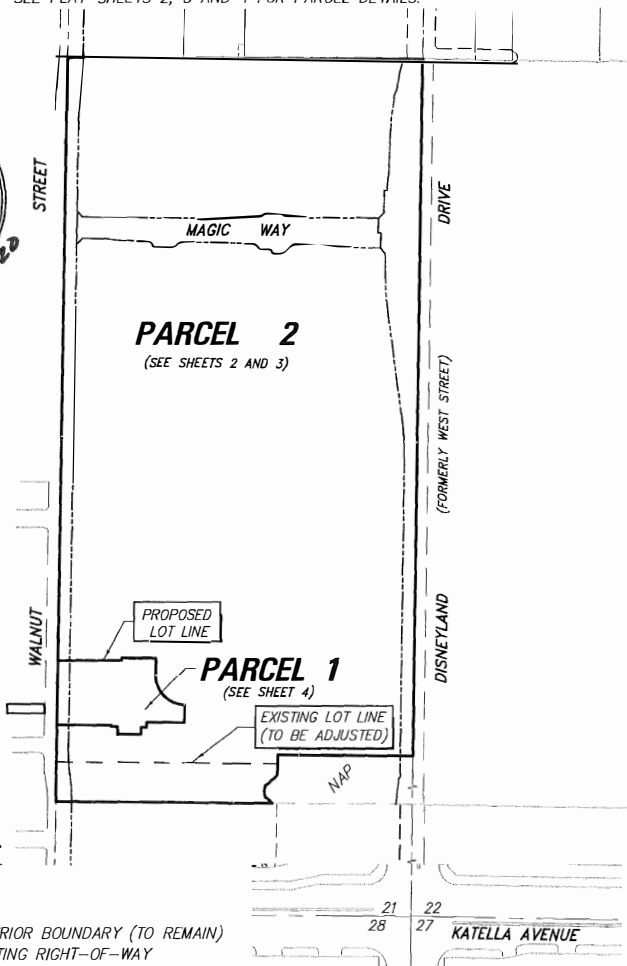 SEE PLAT SHEETS 2, 3 AND 4 FOR PARCEL DETAILS.
STREET
DRIVE
MAGIC WAY
PARCEL 2
(SEE SHEETS 2 AND 3)
(FORMERLY WEST STREET)
WALNUT
PROPOSED
LOT LINE
DISNEYLAND
PARCEL 1
(SEE SHEET 4)
EXISTING LOT LINE
(TO BE ADJUSTED)
NAP
21 22
28 27
KATELLA AVENUE
RIOR BOUNDARY (TO REMAIN)
TING RIGHT-OF-WAY